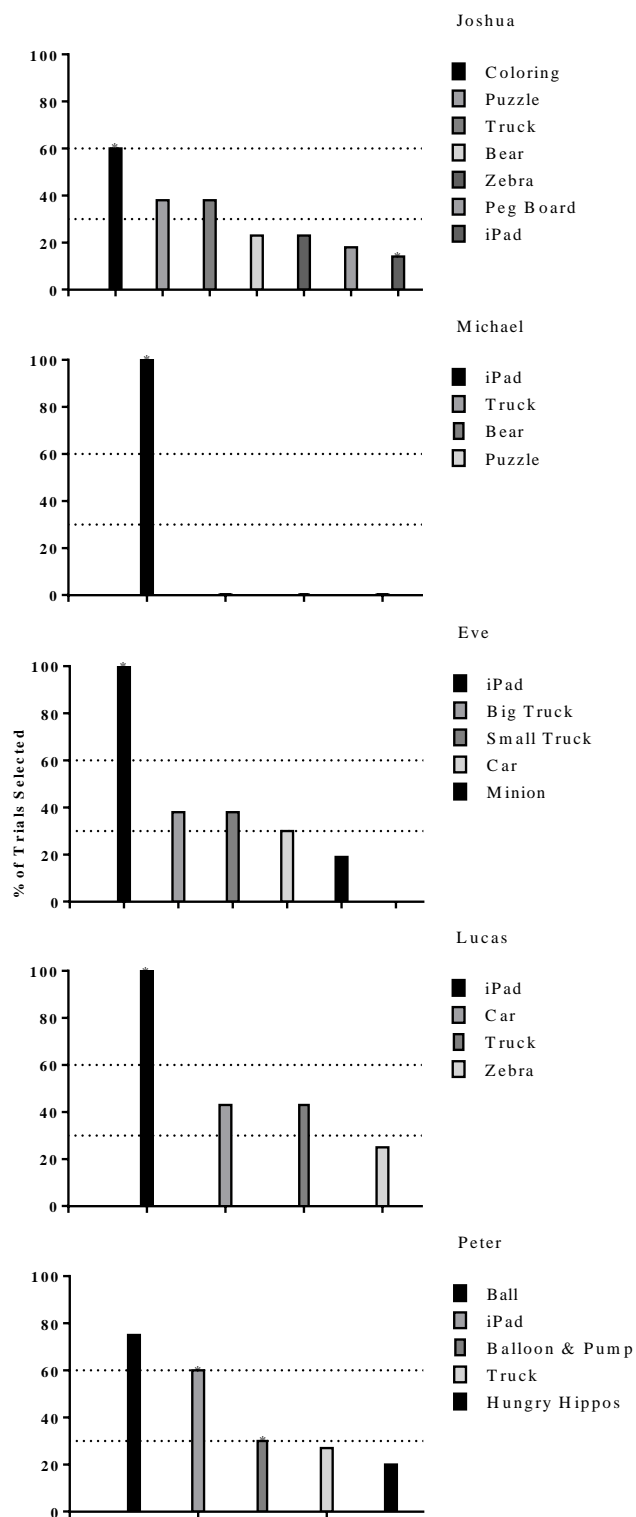 Joshua
100
80
60
40
20
0
*
*
Coloring
Puzzle
Truck
Bear
Zebra
Peg Board
iPad
Michael
100
80
60
40
20
0
*
iPad
Truck
Bear
Puzzle
Eve
% of Trials Selected
100
80
60
40
20
0
*
iPad
Big Truck
Small Truck
Car
Minion
Lucas
100
80
60
40
20
0
*
iPad
Car
Truck
Zebra
Peter
100
80
60
40
20
0
*
*
Ball
iPad
Balloon & Pump
Truck
Hungry Hippos